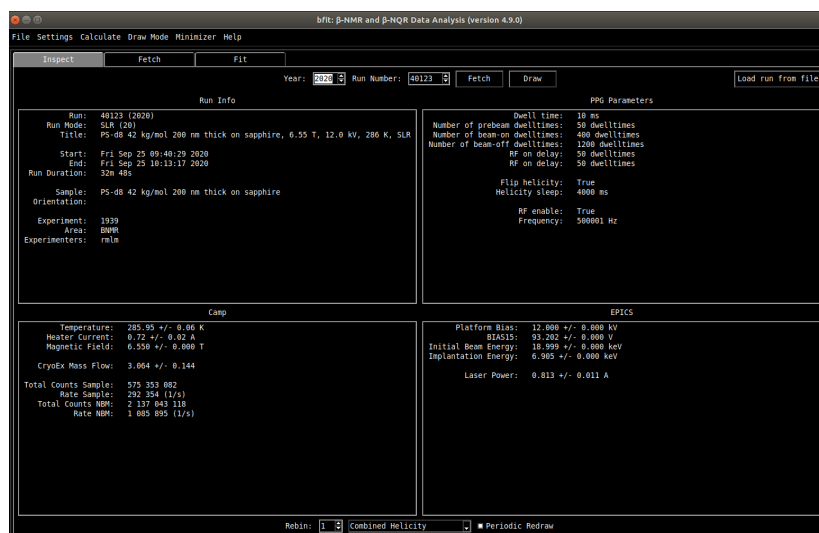 bfit: β-NMR and β-NQR Data Analysis (version 4.9.0)
File Settings Calculate Draw Mode Minimizer Help
Inspect Fetch Fit
Year: 2020 Run Number: 40123 Fetch Draw Load run from file
Run Info
Run: 40123 (2020)
Run Mode: SLR (20)
Title: PS-d8 42 kg/mol 200 nm thick on sapphire, 6.55 T, 12.0 kV, 286 K, SLR
Start: Fri Sep 25 09:40:29 2020
End: Fri Sep 25 10:13:17 2020
Run Duration: 32m 48s
Sample: PS-d8 42 kg/mol 200 nm thick on sapphire
Orientation:
Experiment: 1939
Area: BNMR
Experimenters: rmlm
PPG Parameters
Dwell time: 10 ms
Number of prebeam dwelltimes: 50 dwelltimes
Number of beam-on dwelltimes: 400 dwelltimes
Number of beam-off dwelltimes: 1200 dwelltimes
RF on delay: 50 dwelltimes
RF on delay: 50 dwelltimes
Flip helicity: True
Helicity sleep: 4000 ms
RF enable: True
Frequency: 500001 Hz
Camp
Temperature: 285.95 +/- 0.06 K
Heater Current: 0.72 +/- 0.02 A
Magnetic Field: 6.550 +/- 0.000 T
CryoEx Mass Flow: 3.064 +/- 0.144
Total Counts Sample: 575 353 082
Rate Sample: 292 354 (1/s)
Total Counts NBM: 2 137 043 118
Rate NBM: 1 085 895 (1/s)
EPICS
Platform Bias: 12.000 +/- 0.000 kV
BIAS15: 93.202 +/- 0.000 V
Initial Beam Energy: 18.999 +/- 0.000 keV
Implantation Energy: 6.905 +/- 0.000 keV
Laser Power: 0.813 +/- 0.011 A
Rebin: 1 Combined Helicity Periodic Redraw